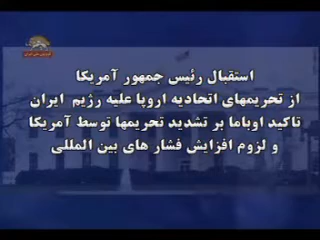 استقبال رئیس جمهور آمریکا
از تحریمهای اتحادیه اروپا علیه رژیم ایران
تاکید اوباما بر تشدید تحریمها توسط آمریکا
و لزوم افزایش فشار های بین المللی